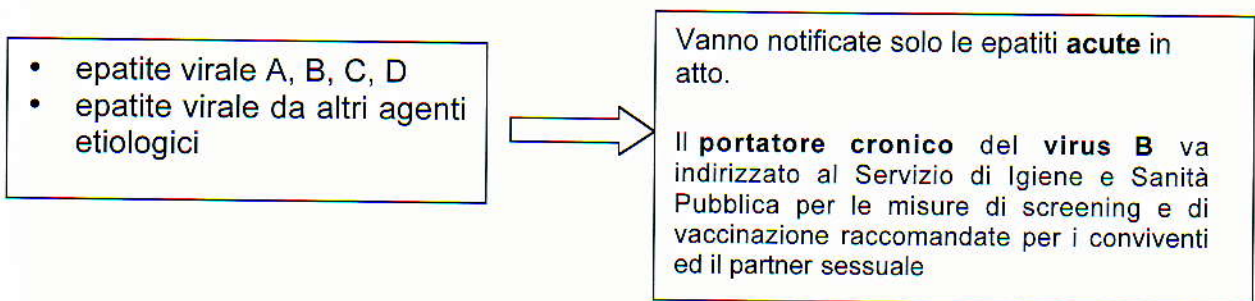 • epatite virale A, B, C, D
• epatite virale da altri agenti
etiologici
Vanno notificate solo le epatiti acute in
atto.
Il portatore cronico del virus B va
indirizzato al Servizio di Igiene e Sanità
Pubblica per le misure di screening e di
vaccinazione raccomandate per i conviventi
ed il partner sessuale